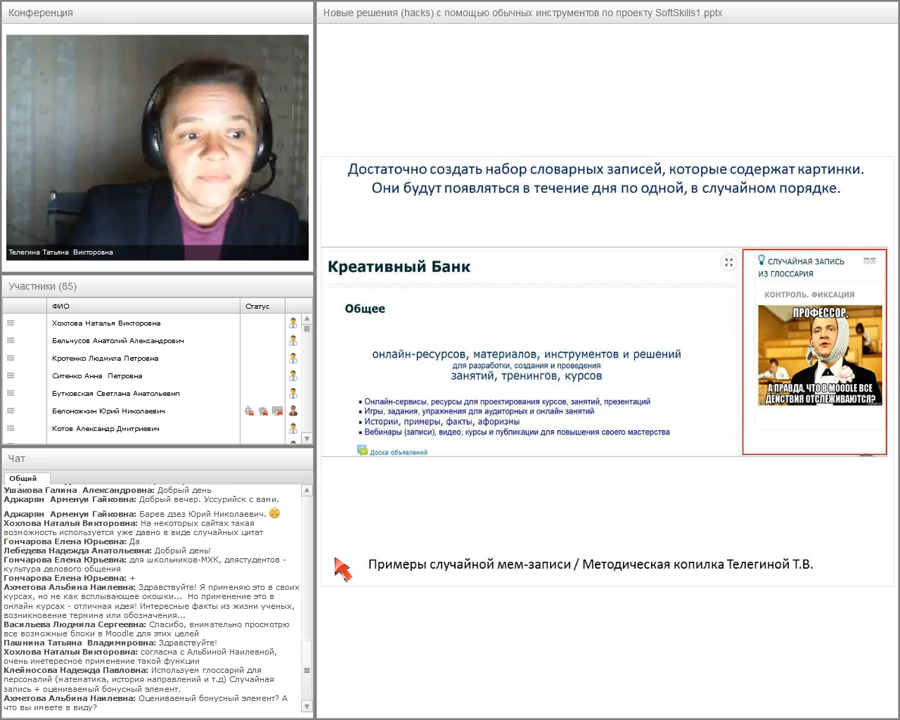 Конференция
Телегина Татьяна Викторовна
Участники (85)
ФИО
Статус
Хохлова Наталья Викторовна
Бельчусов Анатолий Александрович
Кротенко Людмила Петровна
Ситенко Анна Петровна
Бутковская Светлана Анатольевна
Белоножкин Юрий Николаевич
Котов Александр Дмитриевич
Чат
Общий
Ушакова Галина Александровна: Добрый день
Аджарян Арменуи Гайковна: Добрый вечер. Уссурийск с вами.
Аджарян Арменуи Гайковна: Барев дзез Юрий Николаевич.
Хохлова Наталья Викторовна: На некоторых сайтах такая
возможность используется уже давно в виде случайных цитат
Гончарова Елена Юрьевна: Да
Лебедева Надежда Анатольевна: Добрый день!
Гончарова Елена Юрьевна: для школьников-МХК, длястудентов -
культура делового общения
Гончарова Елена Юрьевна: +
Ахметова Альбина Наилевна: Здравствуйте! Я применяю это в своих
курсах, но не как всплывающее окошки... Но применение это в
онлайн курсах - отличная идея! Интересные факты из жизни ученых,
возникновение термина или обозначения...
Васильева Людмила Сергеевна: Спасибо, внимательно просмотрю
все возможные блоки в Moodle для этих целей
Пашнина Татьяна Владимировна: Здравствуйте!
Хохлова Наталья Викторовна: согласна с Альбиной Наилевной,
очень инетересное применение такой функции
Клейносова Надежда Павловна: Используем глоссарий для
персоналий (математика, история направлений и т.д) Случайная
запись + оцениваемый бонусный элемент.
Ахметова Альбина Наилевна: Оцениваемый бонусный элемент? А
что вы имеете в виду?
Новые решения (hacks) с помощью обычных инструментов по проекту SoftSkills1.pptx
Достаточно создать набор словарных записей, которые содержат картинки.
Они будут появляться в течение дня по одной, в случайном порядке.
Креативный Банк
Общее
онлайн-ресурсов, материалов, инструментов и решений
для разработки, создания и проведения
занятий, тренингов, курсов
Онлайн-сервисы, ресурсы для проектирования курсов, занятий, презентаций
Игры, задания, упражнения для аудиторных и онлайн занятий
Истории, примеры, факты, афоризмы
Вебинары (записи), видео, курсы и публикации для повышения своего мастерства
Доска объявлений
СЛУЧАЙНАЯ ЗАПИСЬ
ИЗ ГЛОССАРИЯ
КОНТРОЛЬ. ФИКСАЦИЯ
ПРОФЕССОР,
А ПРАВДА, ЧТО В MOODLE ВСЕ
ДЕЙСТВИЯ ОТСЛЕЖИВАЮТСЯ?..
Примеры случайной мем-записи / Методическая копилка Телегиной Т.В.